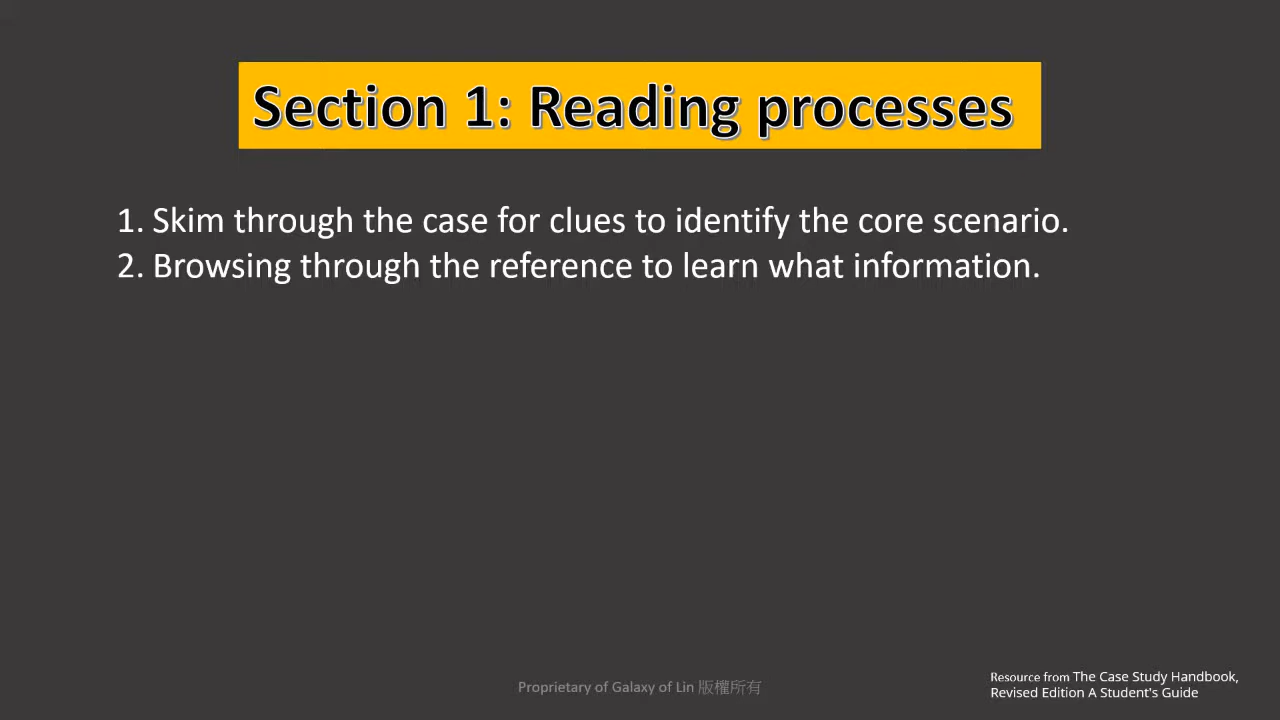 Section 1: Reading processes
1. Skim through the case for clues to identify the core scenario.
2. Browsing through the reference to learn what information.
Proprietary of Galaxy of Lin 版權所有
Resource from The Case Study Handbook,
Revised Edition A Student's Guide